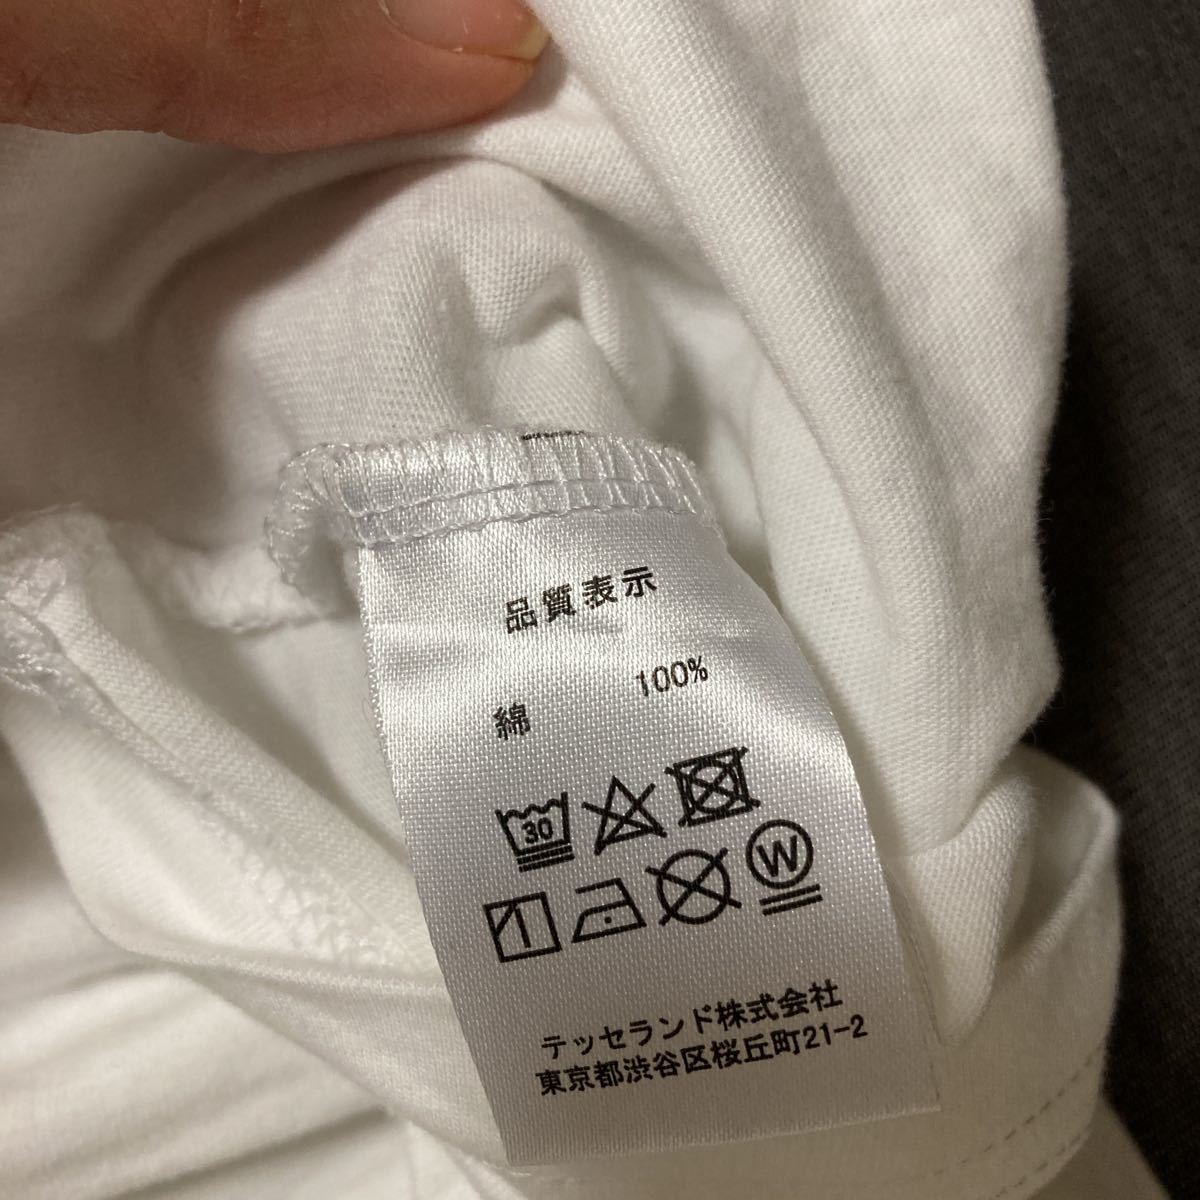 品質表示
綿 100%
30
W
テッセランド株式会社
東京都渋谷区桜丘町21-2